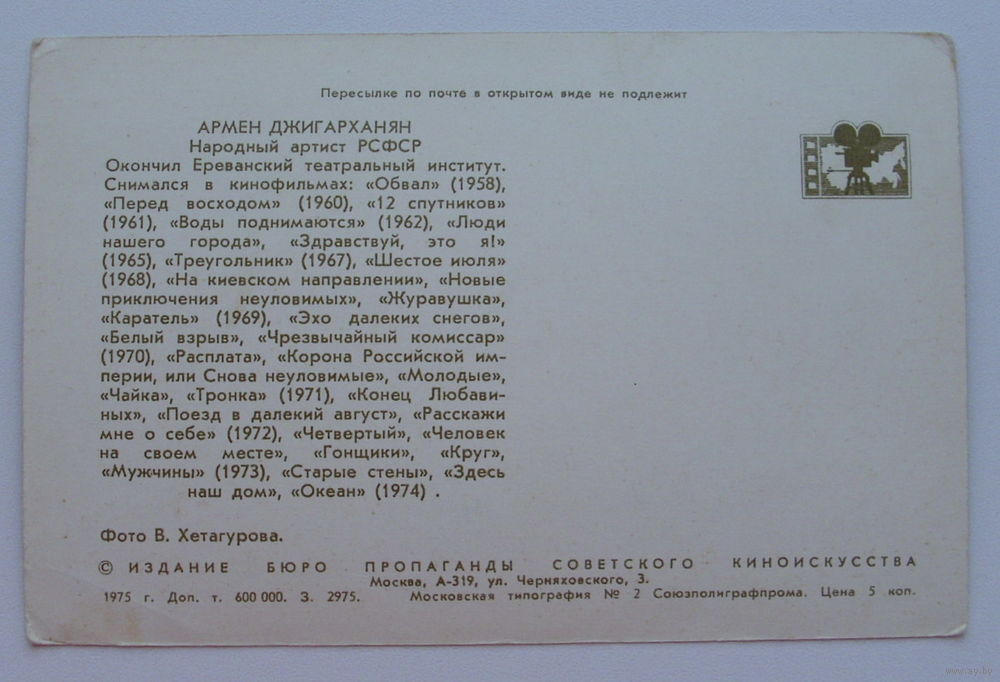 Пересылке по почте в открытом виде не подлежит
АРМЕН ДЖИГАРХАНЯН
Народный артист РСФСР
Окончил Ереванский театральный институт.
Снимался в кинофильмах: «Обвал» (1958),
«Перед восходом» (1960), «12 спутников»
(1961), «Воды поднимаются» (1962), «Люди
нашего города», «Здравствуй, это я!»
(1965), «Треугольник» (1967), «Шестое июля»
(1968), «На киевском направлении», «Новые
приключения неуловимых», «Журавушка»,
«Каратель» (1969), «Эхо далеких снегов»,
«Белый взрыв», «Чрезвычайный комиссар»
(1970), «Расплата», «Корона Российской им-
перии, или Снова неуловимые», «Молодые»,
«Чайка», «Тронка» (1971), «Конец Любави-
ных», «Поезд в далекий август», «Расскажи
мне о себе» (1972), «Четвертый», «Человек
на своем месте», «Гонщики», «Круг»,
«Мужчины» (1973), «Старые стены», «Здесь
наш дом», «Океан» (1974) .
Фото В. Хетагурова.
© ИЗДАНИЕ БЮРО ПРОПАГАНДЫ СОВЕТСКОГО КИНОИСКУССТВА
Москва, А-319, ул. Черняховского, 3.
1975 г. Доп. т. 600 000. З. 2975. Московская типография № 2 Союзполиграфпрома. Цена 5 коп.
www.ay.by